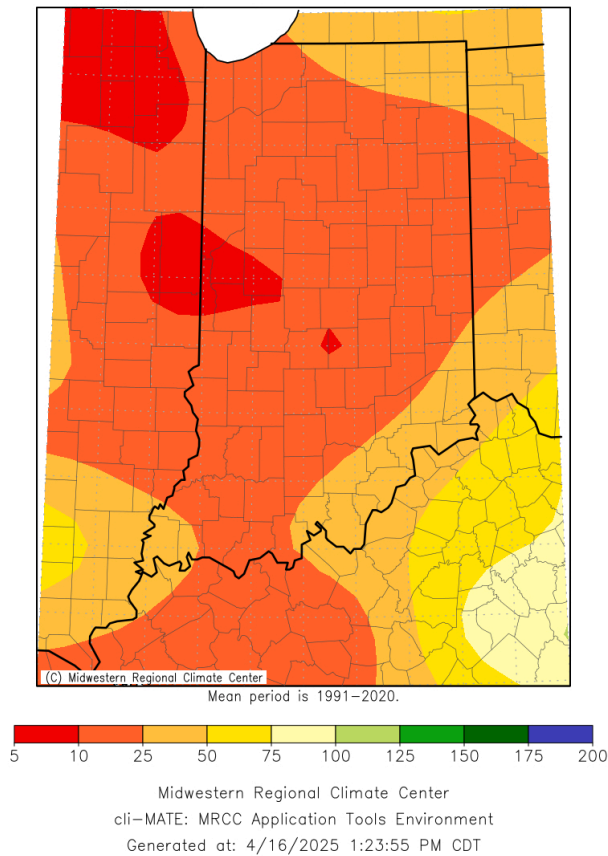 (C) Midwestern Regional Climate Center
Mean period is 1991-2020.
5 10 25 50 75 100 125 150 175 200
Midwestern Regional Climate Center
cli-MATE: MRCC Application Tools Environment
Generated at: 4/16/2025 1:23:55 PM CDT